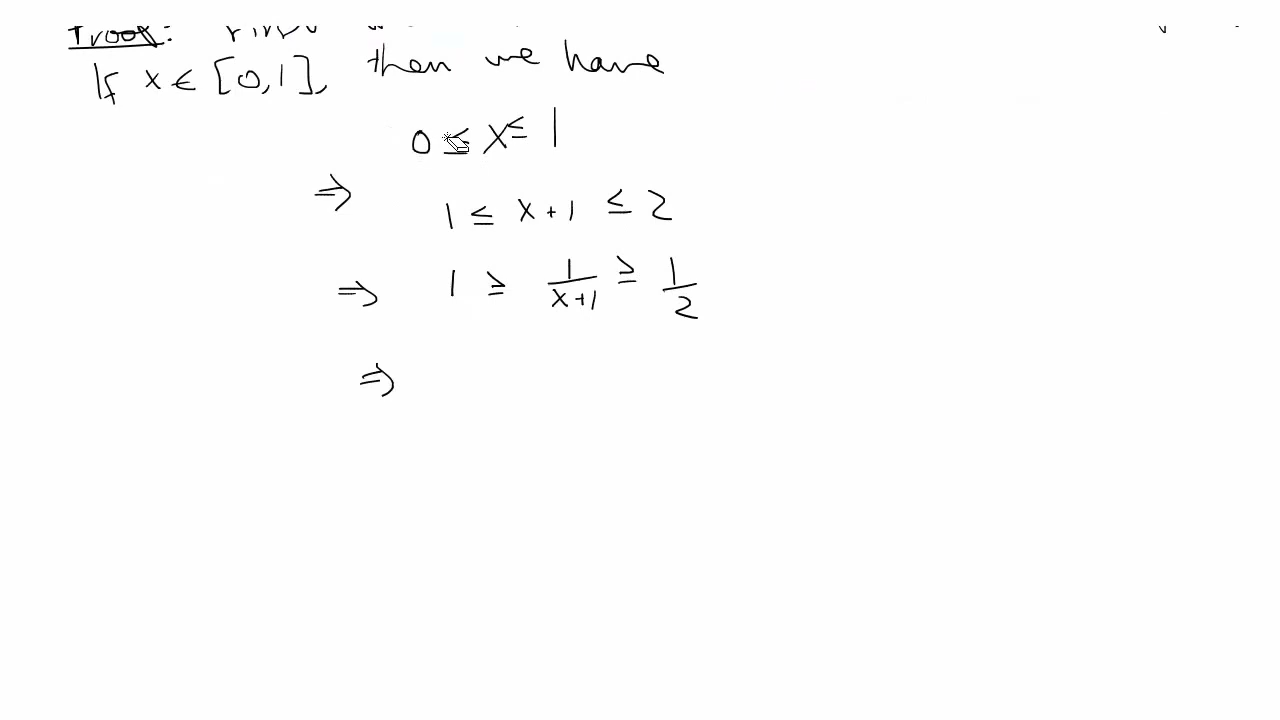 Proof:
If x ∈ [0,1], then we have
0 ≤ x ≤ 1
⇒ 1 ≤ x+1 ≤ 2
⇒ 1 ≥ 1/(x+1) ≥ 1/2
⇒